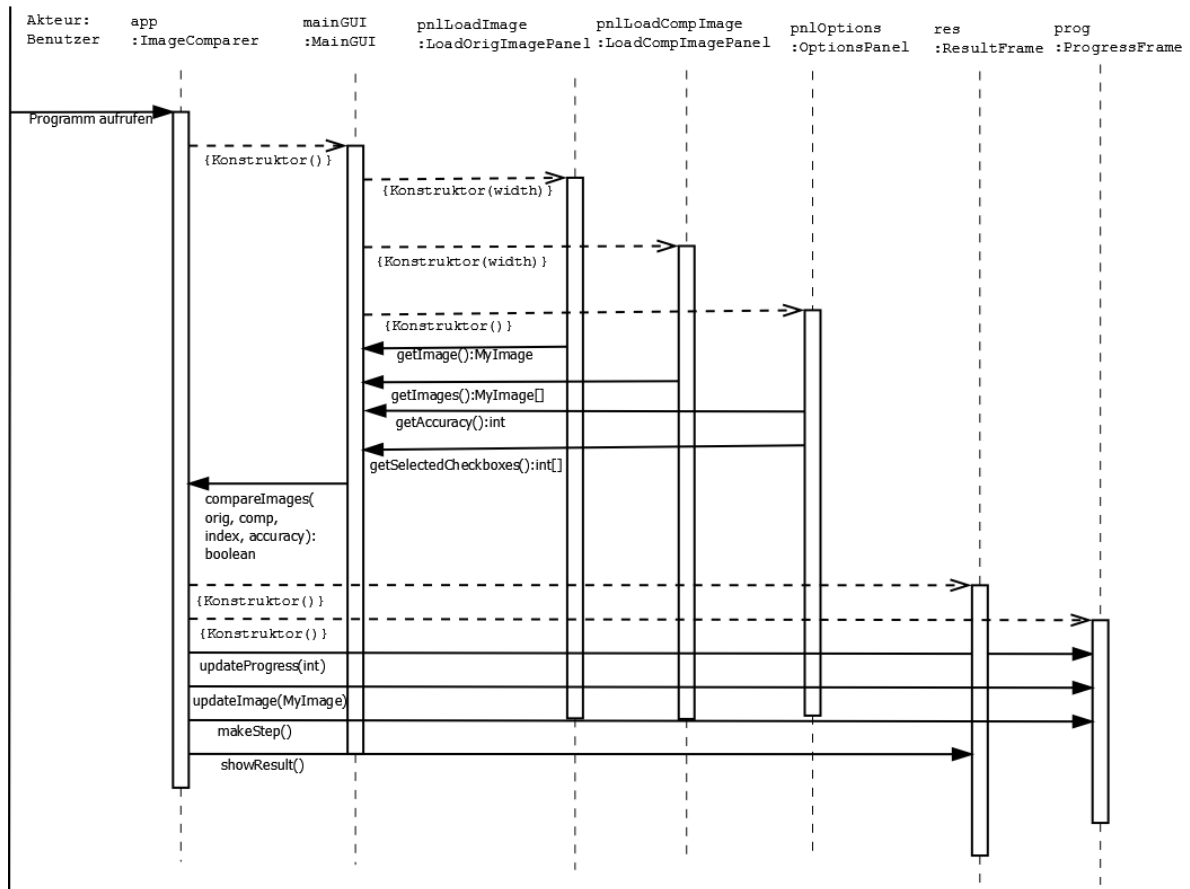 Akteur:
Benutzer
app
:ImageComparer
mainGUI
:MainGUI
pnlLoadImage
:LoadOrigImagePanel
pnlLoadCompImage
:LoadCompImagePanel
pnlOptions
:OptionsPanel
res
:ResultFrame
prog
:ProgressFrame
Programm aufrufen
{Konstruktor()}
{Konstruktor(width)}
{Konstruktor(width)}
{Konstruktor()}
getImage():MyImage
getImages():MyImage[]
getAccuracy():int
getSelectedCheckboxes():int[]
compareImages(
orig, comp,
index, accuracy):
boolean
{Konstruktor()}
{Konstruktor()}
updateProgress(int)
updateImage(MyImage)
makeStep()
showResult()